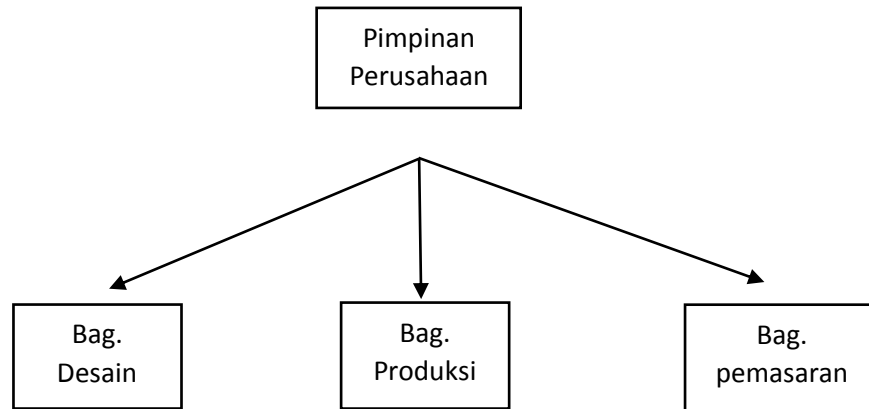 Pimpinan
Perusahaan
Bag.
Desain
Bag.
Produksi
Bag.
pemasaran